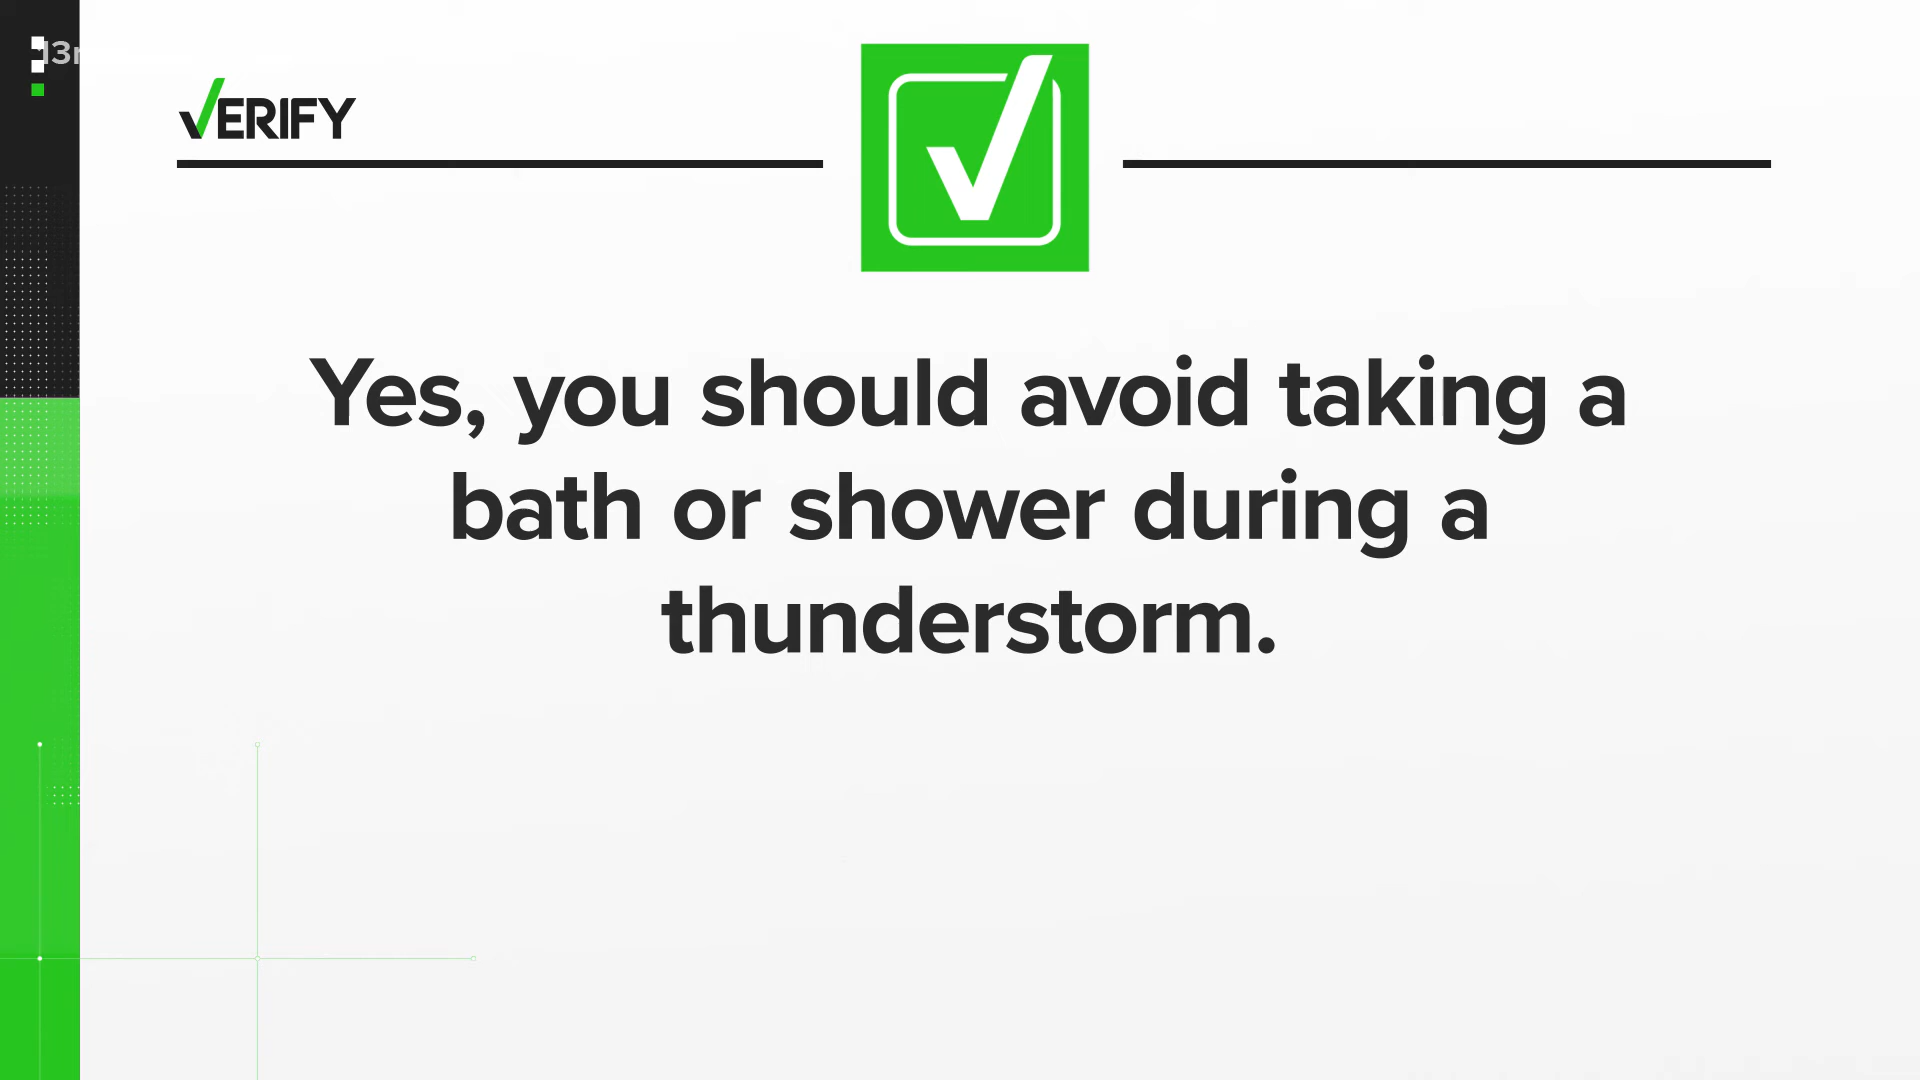 VERIFY
Yes, you should avoid taking a
bath or shower during a
thunderstorm.